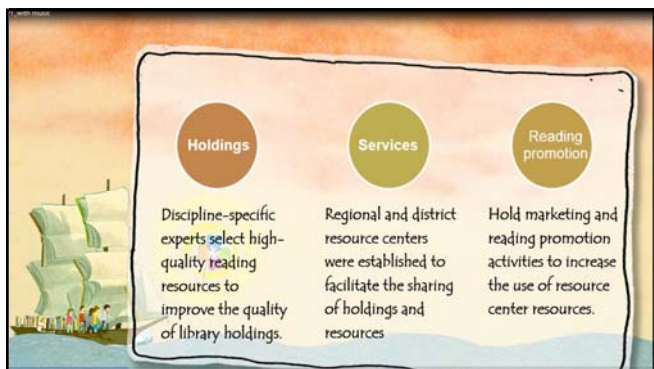 with music
Holdings
Services
Reading
promotion
Discipline-specific
experts select high-
quality reading
resources to
improve the quality
of library holdings.
Regional and district
resource centers
were established to
facilitate the sharing
of holdings and
resources
Hold marketing and
reading promotion
activities to increase
the use of resource
center resources.